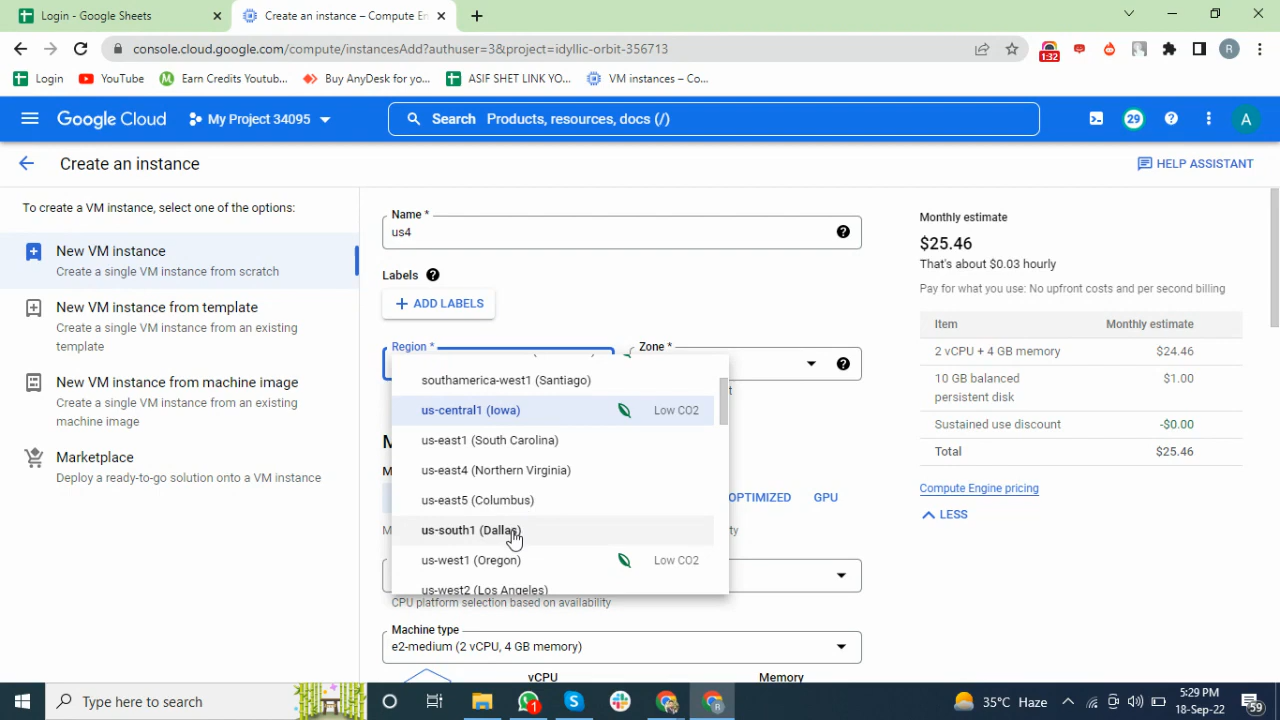 Login - Google Sheets
Create an instance – Compute En
console.cloud.google.com/compute/instancesAdd?authuser=3&project=idyllic-orbit-356713
1:32
R
Login
YouTube
Earn Credits Youtub...
Buy AnyDesk for yo...
ASIF SHET LINK YO...
VM instances – Co...
Google Cloud
My Project 34095
Search Products, resources, docs (/)
29
A
Create an instance
HELP ASSISTANT
To create a VM instance, select one of the options:
New VM instance
Create a single VM instance from scratch
New VM instance from template
Create a single VM instance from an existing
template
New VM instance from machine image
Create a single VM instance from an existing
machine image
Marketplace
Deploy a ready-to-go solution onto a VM instance
Name *
us4
Labels
ADD LABELS
Region *
Zone *
southamerica-west1 (Santiago)
us-central1 (Iowa) Low CO2
us-east1 (South Carolina)
us-east4 (Northern Virginia)
us-east5 (Columbus)
us-south1 (Dallas)
us-west1 (Oregon) Low CO2
us-west2 (Los Angeles)
OPTIMIZED
GPU
CPU platform selection based on availability
Machine type
e2-medium (2 vCPU, 4 GB memory)
vCPU
Memory
Monthly estimate
$25.46
That's about $0.03 hourly
Pay for what you use: No upfront costs and per second billing
Item Monthly estimate
2 vCPU + 4 GB memory $24.46
10 GB balanced $1.00
persistent disk
Sustained use discount -$0.00
Total $25.46
Compute Engine pricing
LESS
Type here to search
1
35°C Haze
5:29 PM
18-Sep-22
59